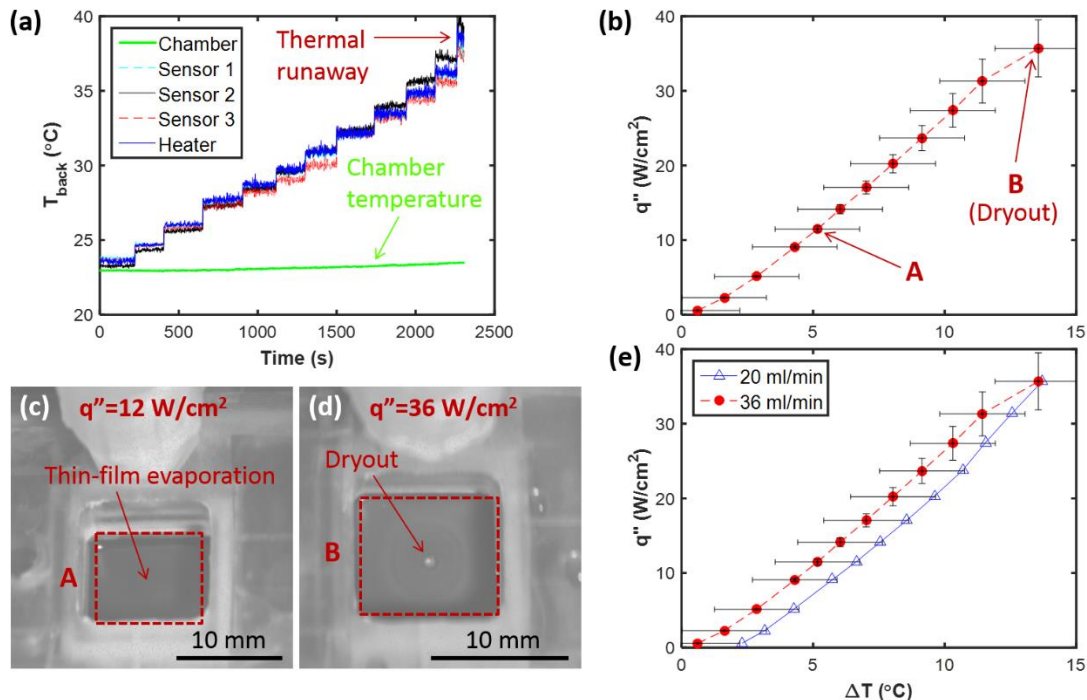 (a)
40
35
30
25
20
T_back (°C)
Chamber
Sensor 1
Sensor 2
Sensor 3
Heater
Thermal
runaway
Chamber
temperature
0
500
1000
1500
2000
2500
Time (s)
(b)
40
30
20
10
0
q" (W/cm²)
A
B
(Dryout)
0
5
10
15
(c)
q”=12 W/cm²
Thin-film evaporation
A
10 mm
(d)
q”=36 W/cm²
Dryout
B
10 mm
(e)
40
30
20
10
0
q" (W/cm²)
20 ml/min
36 ml/min
0
5
10
15
ΔT (°C)